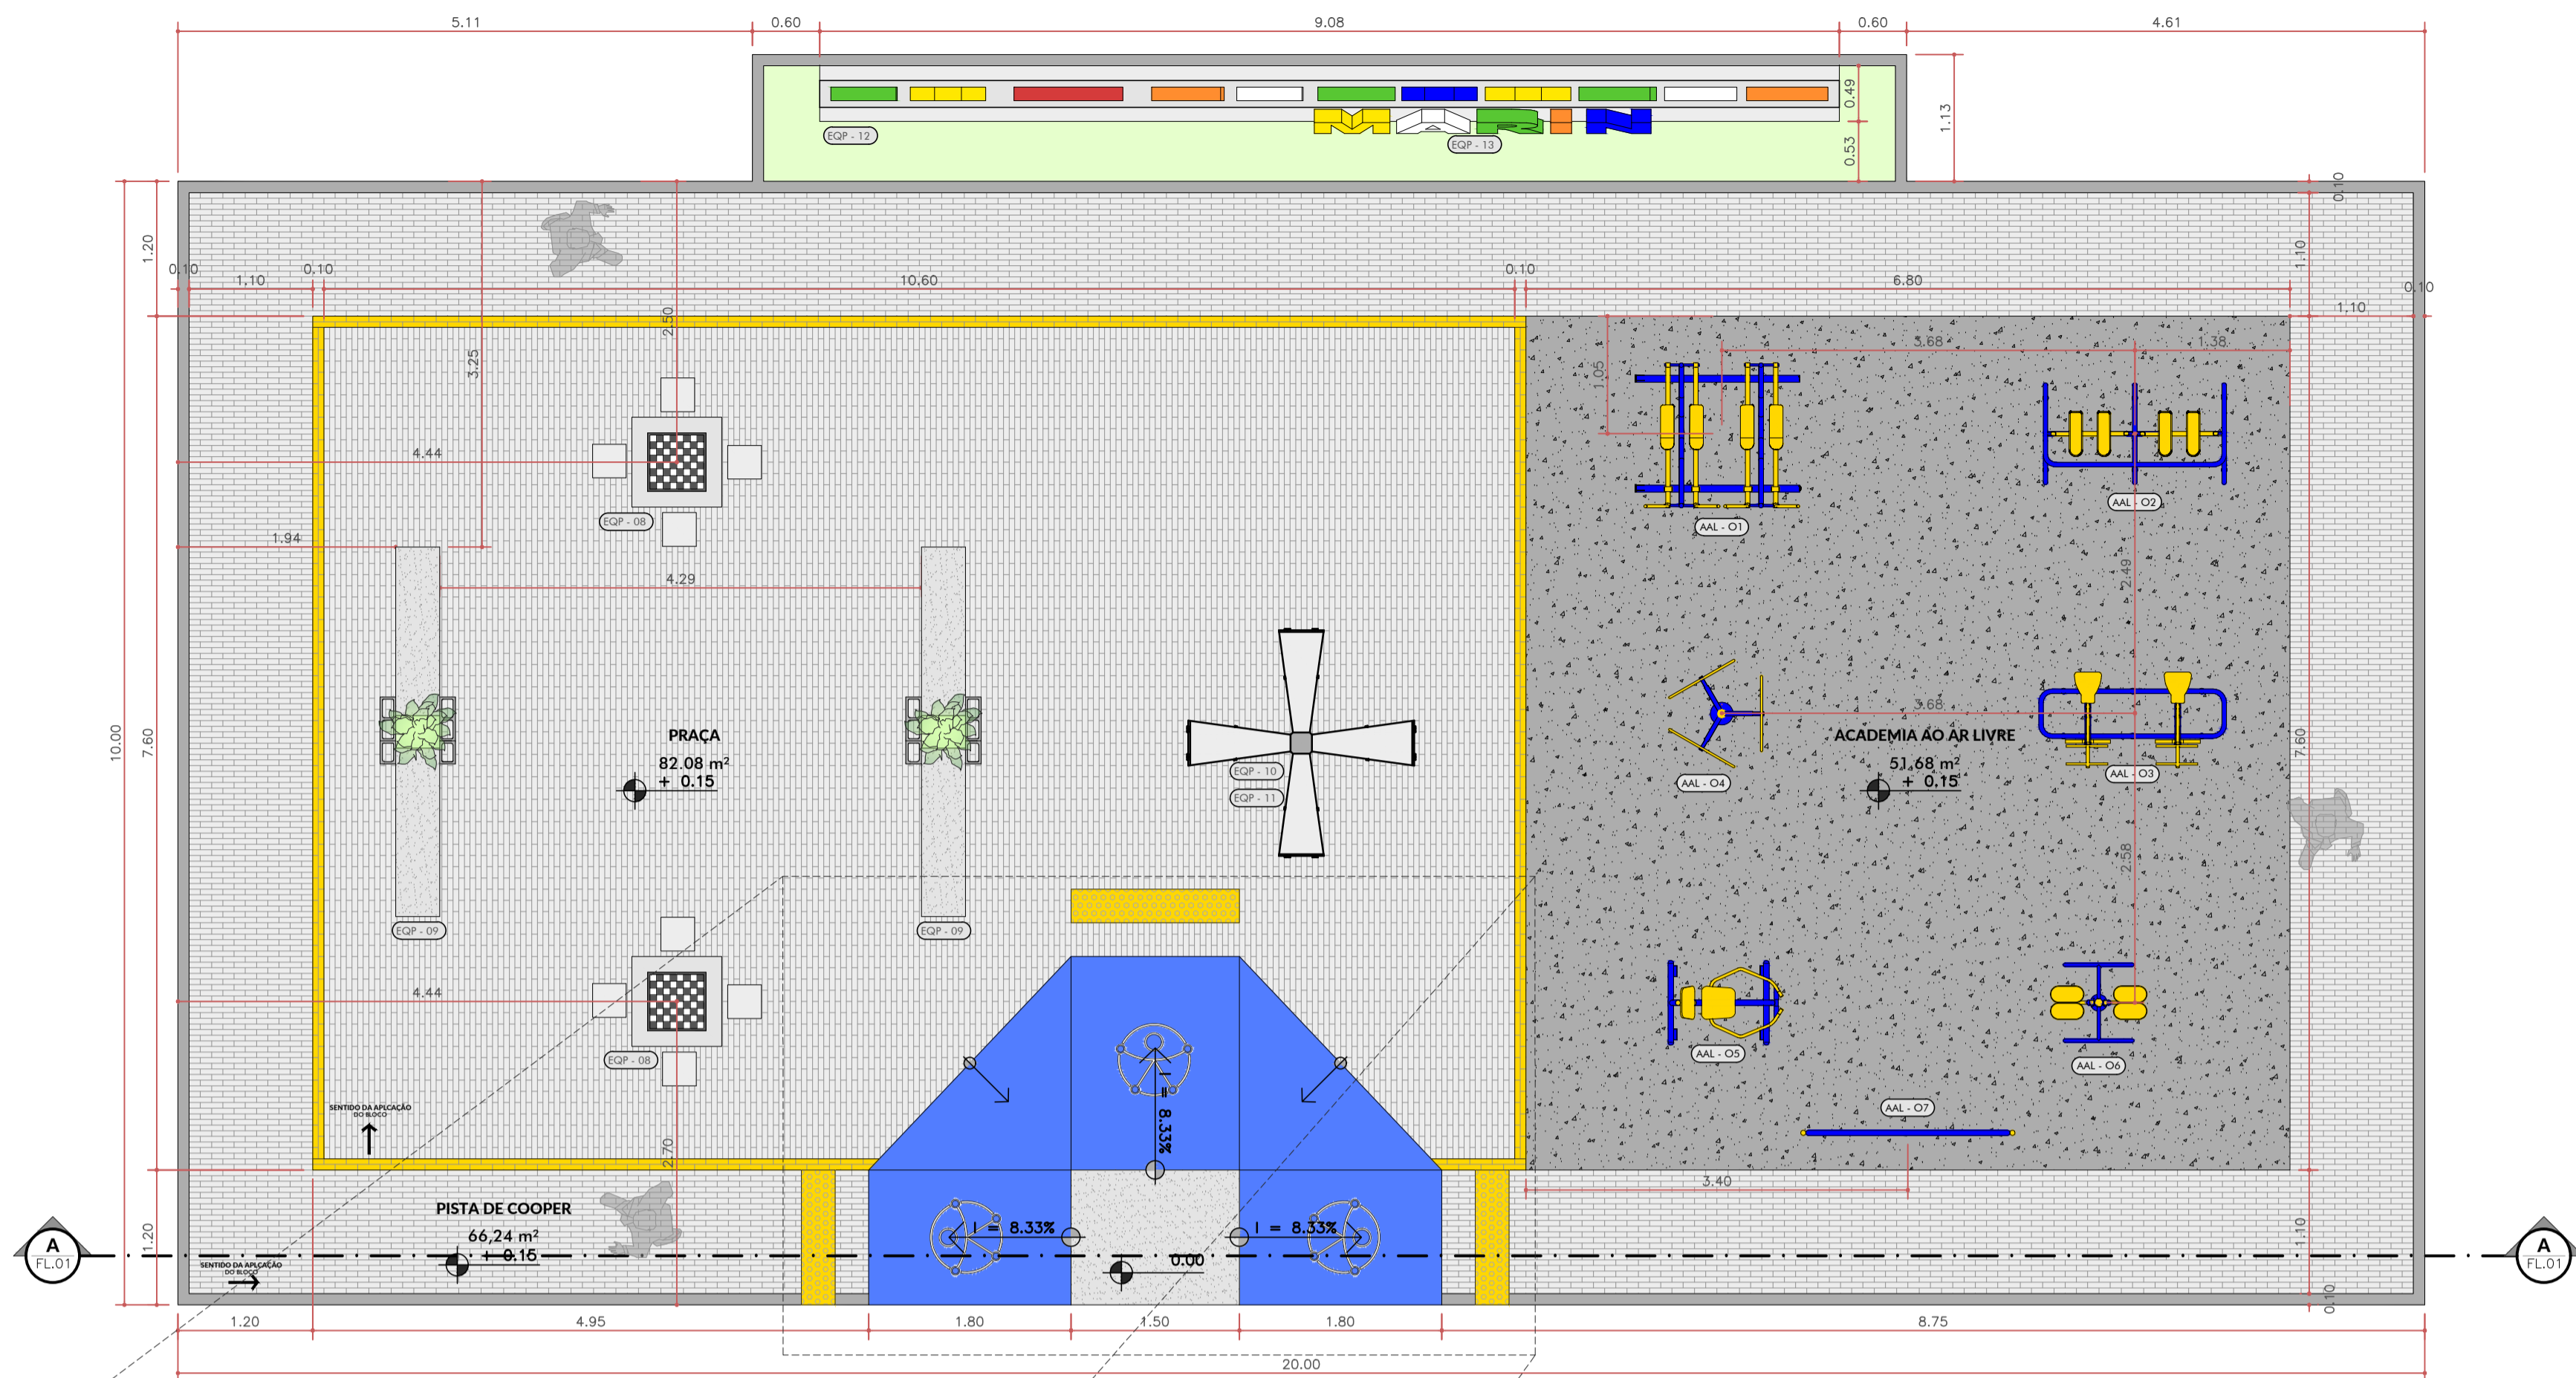 5.11
0.60
9.08
0.60
4.61
0.49
1.13
0.53
EQP - 12
EQP - 13
0.10
1.20
1.10
0.10
1,10
0.10
10.60
0.10
6.80
0.10
1,10
2.50
3.25
1.05
3.68
1.38
4.44
EQP - 08
AAL - O1
AAL - O2
1.94
4.29
2.49
10.00
7.60
PRAÇA
82.08 m²
+ 0.15
EQP - 10
EQP - 11
3.68
ACADEMIA AO AR LIVRE
51,68 m²
+ 0.15
AAL - O4
AAL - O3
7.60
2.58
EQP - 09
EQP - 09
4.44
EQP - 08
AAL - O5
AAL - O6
I = 8.33%
SENTIDO DA APLCAÇÃO
DO BLOCO
AAL - O7
2.70
3.40
PISTA DE COOPER
66,24 m²
+ 0.15
I = 8.33%
I = 8.33%
0.00
1.20
1.10
SENTIDO DA APLCAÇÃO
DO BLOCO
A
FL.01
A
FL.01
0.10
1.20
4.95
1.80
1.50
1.80
8.75
20.00